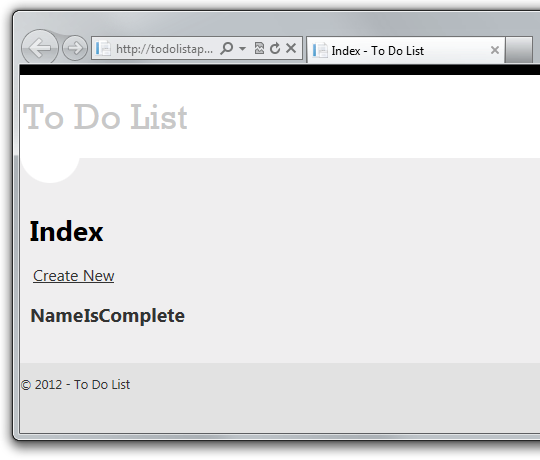 http://todolistap...
Index - To Do List
To Do List
Index
Create New
NameIsComplete
© 2012 - To Do List